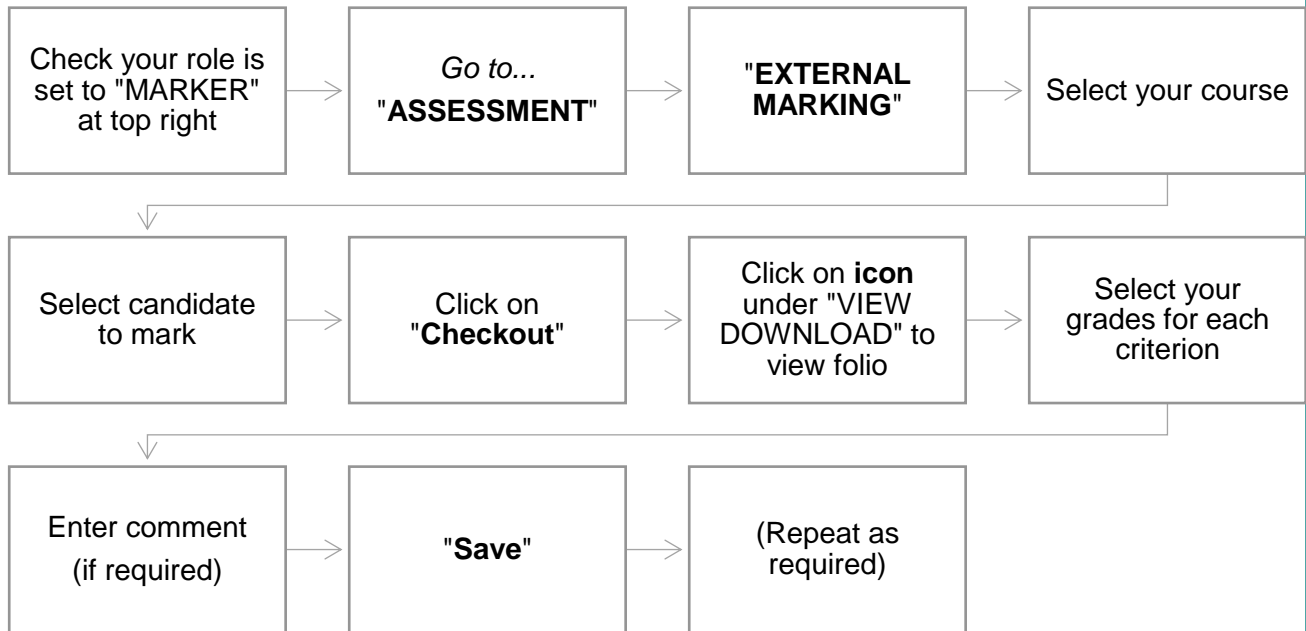 Check your role is
set to "MARKER"
at top right
Go to...
"ASSESSMENT"
"EXTERNAL
MARKING"
Select your course
Select candidate
to mark
Click on
"Checkout"
Click on icon
under "VIEW
DOWNLOAD" to
view folio
Select your
grades for each
criterion
Enter comment
(if required)
"Save"
(Repeat as
required)